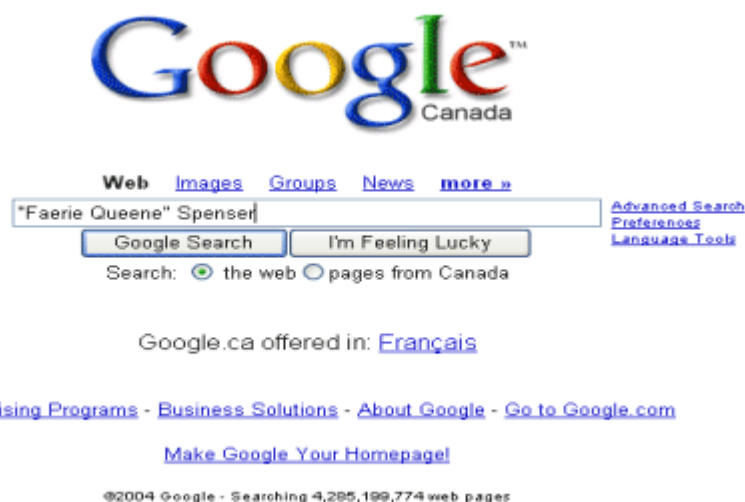 Google™
Canada
Web Images Groups News more »
"Faerie Queene" Spenser
Advanced Search
Preferences
Language Tools
Google Search I'm Feeling Lucky
Search: the web pages from Canada
Google.ca offered in: Français
ising Programs - Business Solutions - About Google - Go to Google.com
Make Google Your Homepage!
©2004 Google - Searching 4,285,199,774 web pages